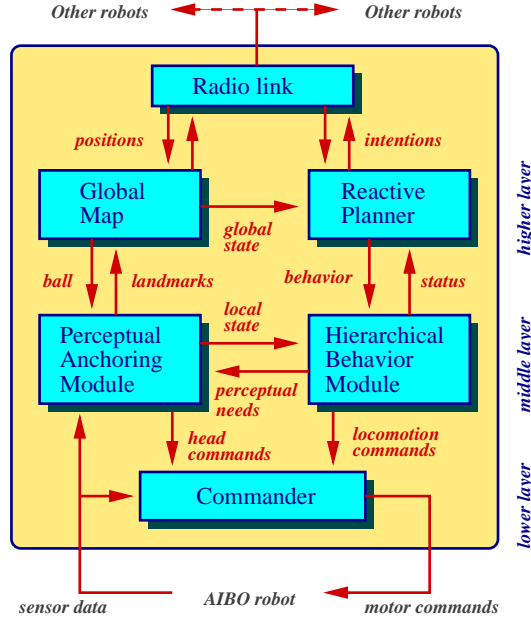 Other robots
Other robots
Radio link
positions
intentions
Global
Map
Reactive
Planner
global
state
higher layer
ball
landmarks
behavior
status
local
state
Perceptual
Anchoring
Module
Hierarchical
Behavior
Module
middle layer
perceptual
needs
head
commands
locomotion
commands
Commander
lower layer
sensor data
AIBO robot
motor commands